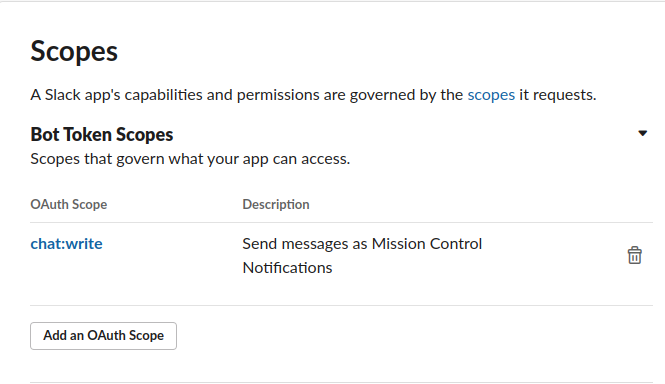 Scopes
A Slack app's capabilities and permissions are governed by the scopes it requests.
Bot Token Scopes
Scopes that govern what your app can access.
OAuth Scope Description
chat:write Send messages as Mission Control
Notifications
Add an OAuth Scope